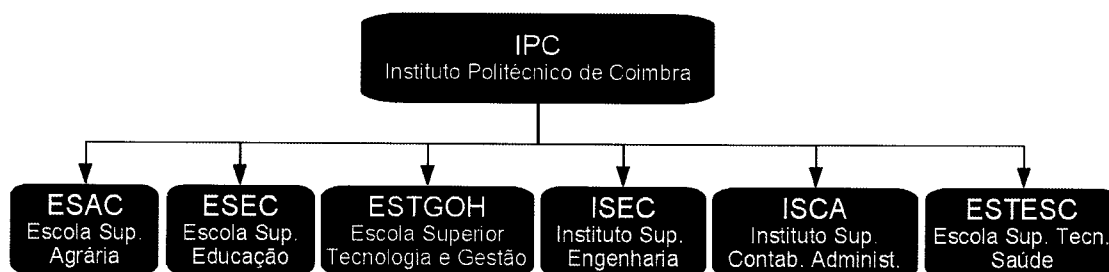 IPC
Instituto Politécnico de Coimbra
ESAC
Escola Sup.
Agrária
ESEC
Escola Sup.
Educação
ESTGOH
Escola Superior
Tecnologia e Gestão
ISEC
Instituto Sup.
Engenharia
ISCA
Instituto Sup.
Contab. Administ.
ESTESC
Escola Sup. Tecn.
Saúde